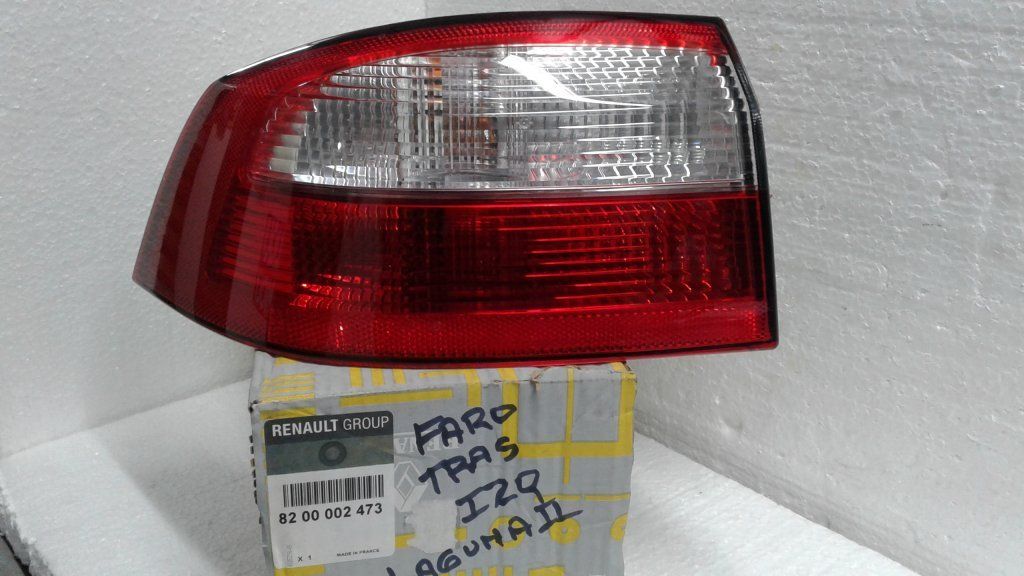 RENAULT GROUP
82 00 002 473
X 1
MADE IN FRANCE
FARO
TRAS
IZQ
LAGUNA II